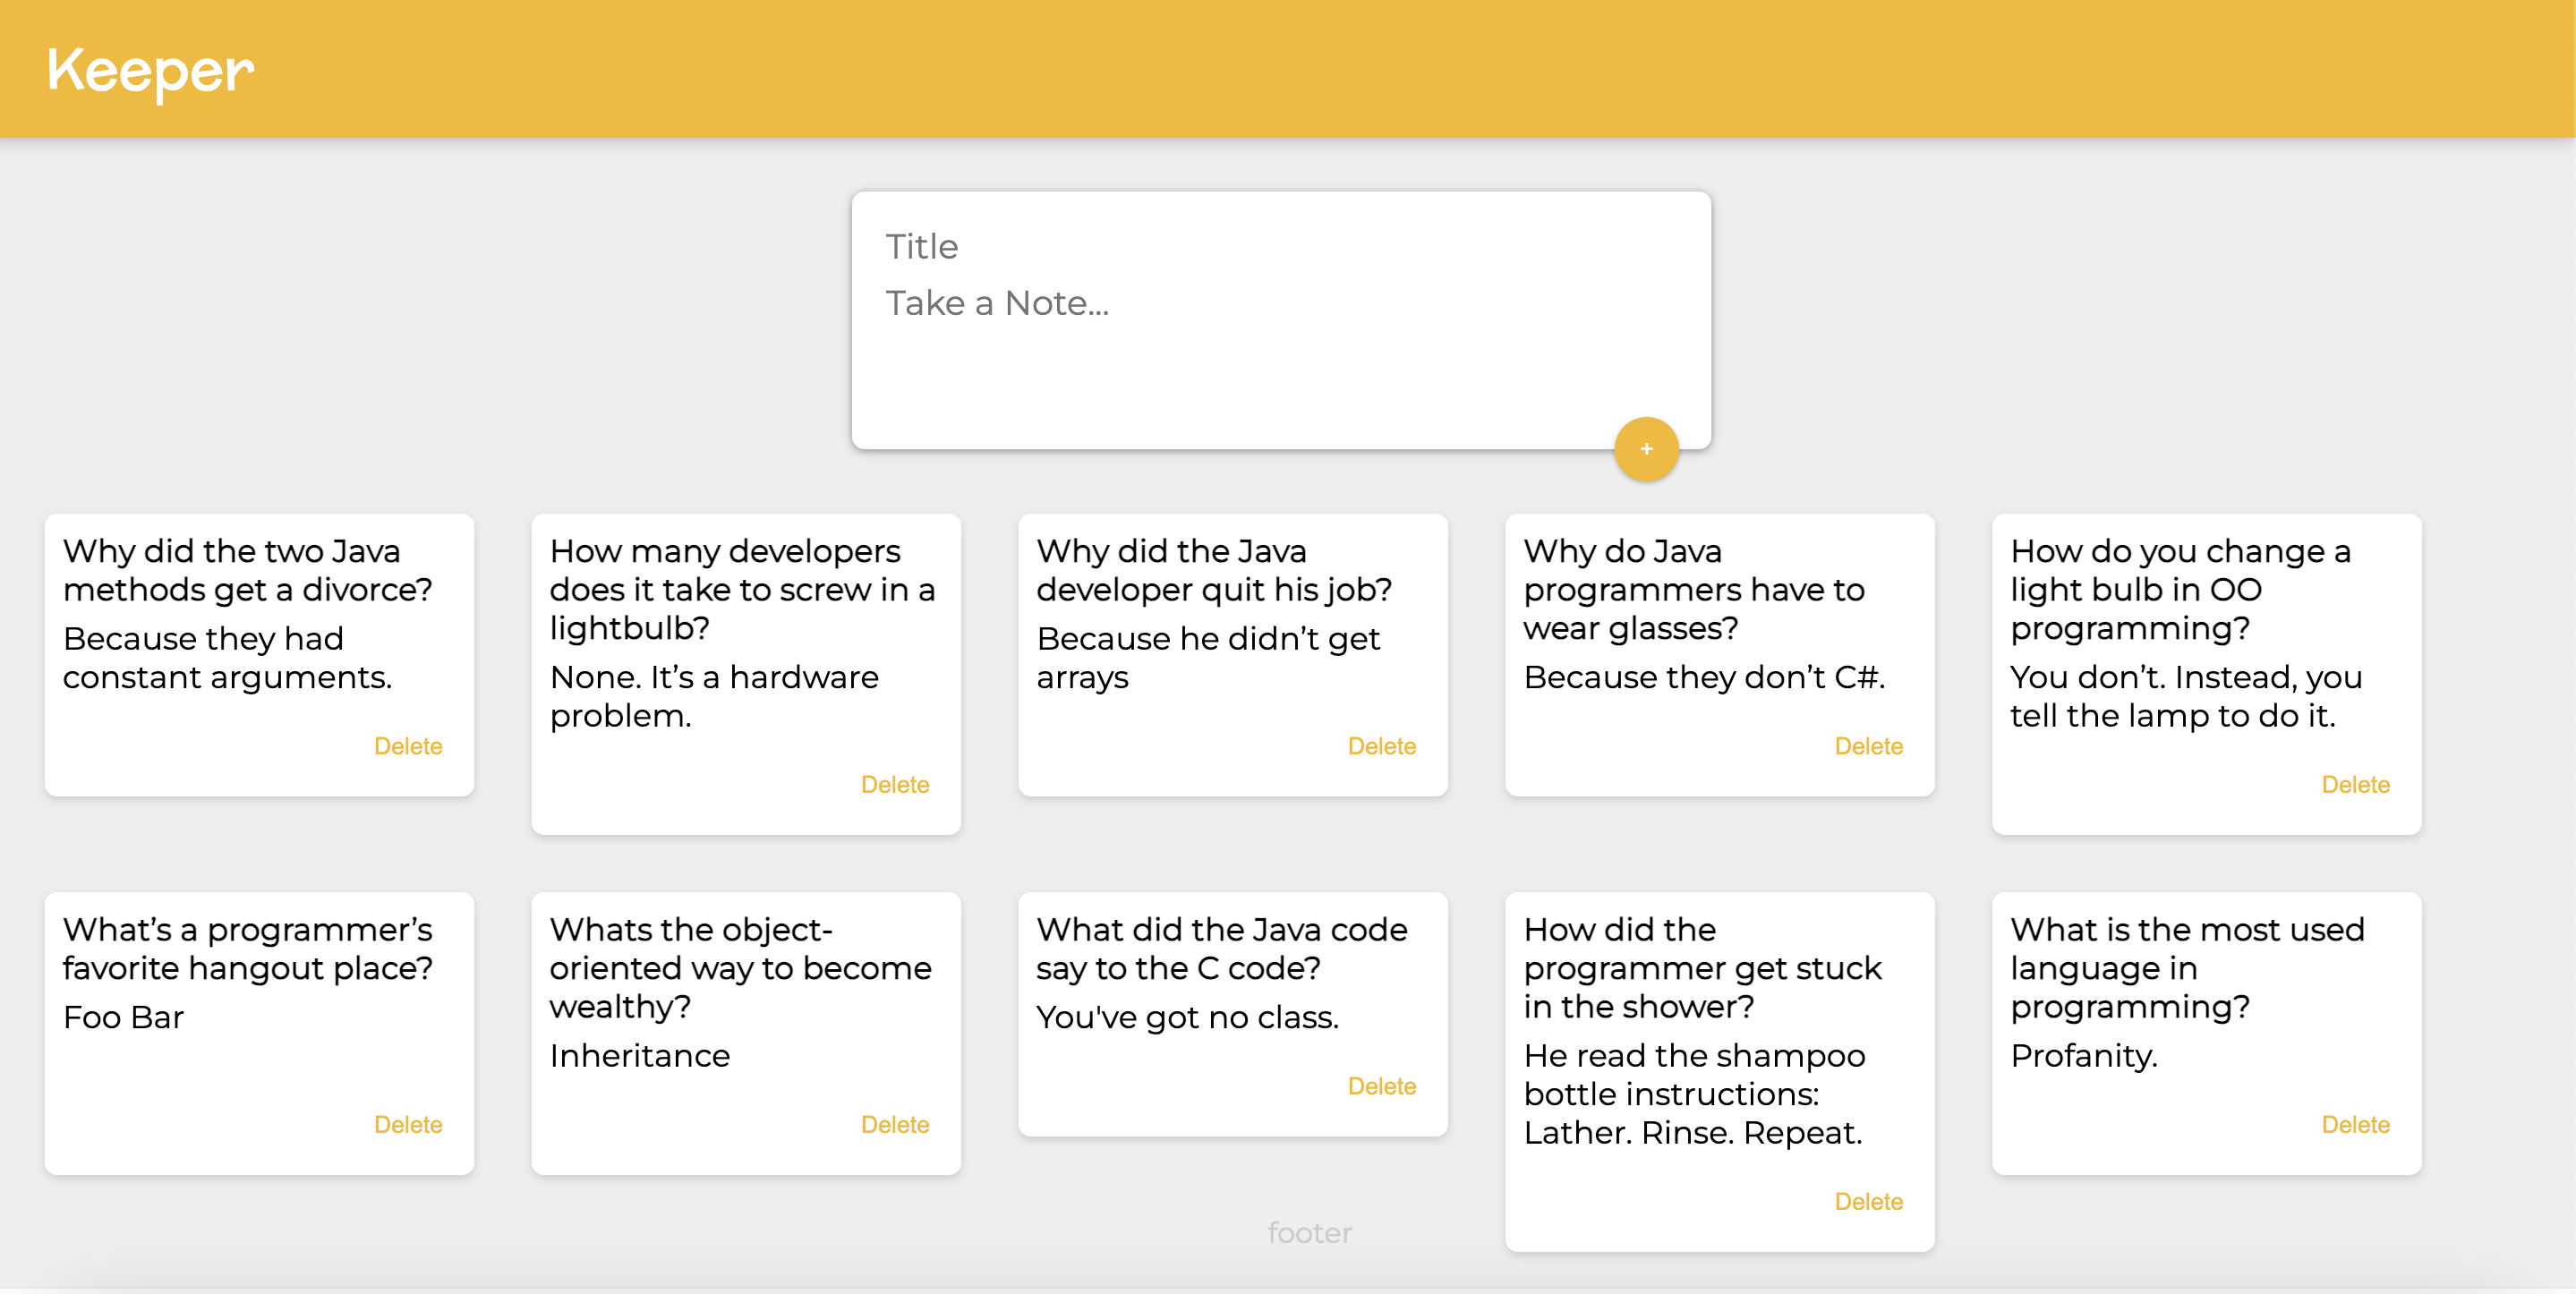 Keeper
Title
Take a Note...
+
Why did the two Java
methods get a divorce?
Because they had
constant arguments.
Delete
How many developers
does it take to screw in a
lightbulb?
None. It’s a hardware
problem.
Delete
Why did the Java
developer quit his job?
Because he didn’t get
arrays
Delete
Why do Java
programmers have to
wear glasses?
Because they don’t C#.
Delete
How do you change a
light bulb in OO
programming?
You don’t. Instead, you
tell the lamp to do it.
Delete
What’s a programmer’s
favorite hangout place?
Foo Bar
Delete
Whats the object-
oriented way to become
wealthy?
Inheritance
Delete
What did the Java code
say to the C code?
You've got no class.
Delete
How did the
programmer get stuck
in the shower?
He read the shampoo
bottle instructions:
Lather. Rinse. Repeat.
Delete
What is the most used
language in
programming?
Profanity.
Delete
footer